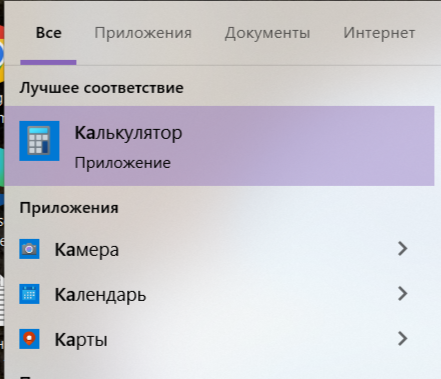 Все Приложения Документы Интернет
Лучшее соответствие
Калькулятор
Приложение
Приложения
Камера
Календарь
Карты